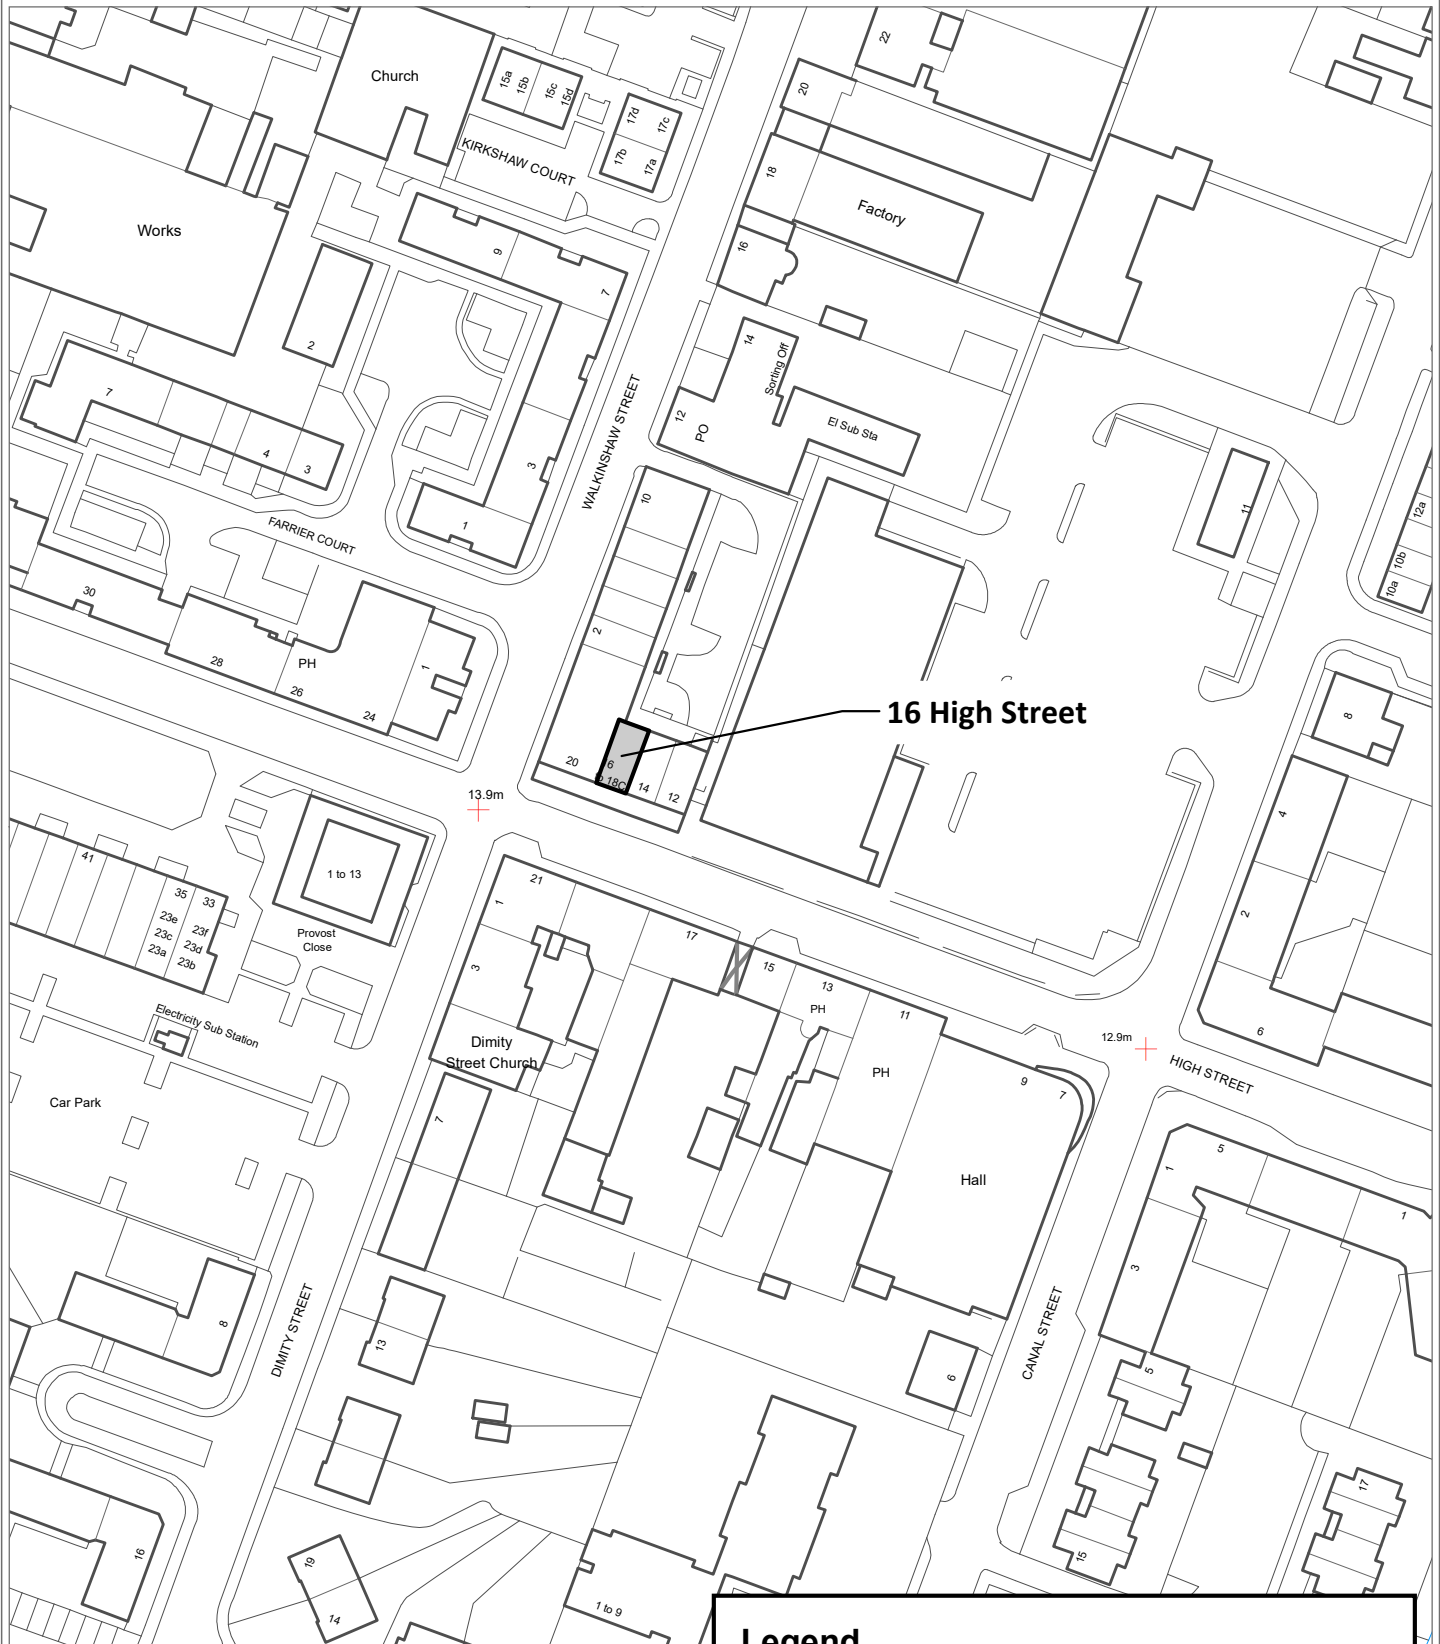 22
Church
15a
15b
15c
15d
20
17d
17c
KIRKSHAW COURT
17b
17a
18
Factory
Works
9
16
7
2
14
Sorting Off
7
12
PO
El Sub Sta
WALKINSHAW STREET
4
3
3
10
11
12a
1
FARRIER COURT
10b
10a
30
2
28
PH
1
26
24
16 High Street
8
20
6
to 18C
14
12
13.9m
4
41
1 to 13
21
35
33
1
2
23e
23f
23c
23d
23a
23b
Provost
Close
17
3
15
13
PH
11
Electricity Sub Station
6
Dimity
Street Church
12.9m
HIGH STREET
PH
9
7
Car Park
7
5
1
Hall
1
3
8
DIMITY STREET
13
CANAL STREET
6
5
17
16
19
15
14
1 to 9
Legend